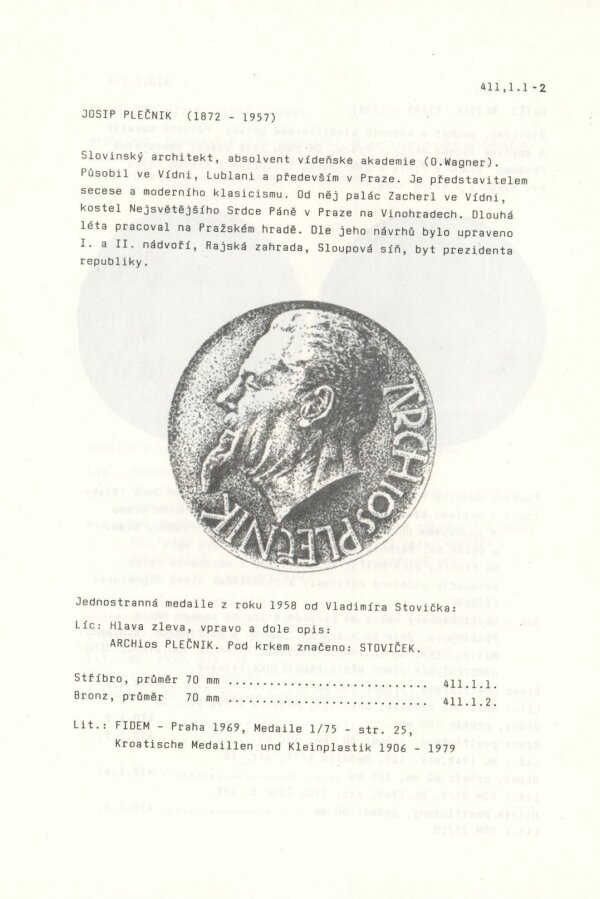 411,1.1-2
JOSIP PLEČNIK (1872 - 1957)
Slovinský architekt, absolvent vídeňske akademie (O.Wagner).
Působil ve Vídni, Lublani a především v Praze. Je představitelem
secese a moderního klasicismu. Od něj palác Zacherl ve Vídni,
kostel Nejsvětějšího Srdce Páně v Praze na Vinohradech. Dlouhá
léta pracoval na Pražském hradě. Dle jeho návrhů bylo upraveno
I. a II. nádvoří, Rajská zahrada, Sloupová síň, byt prezidenta
republiky.
ARCHIOS PLEČNIK
Jednostranná medaile z roku 1958 od Vladimíra Stovička:
Líc: Hlava zleva, vpravo a dole opis:
ARCHios PLEČNIK. Pod krkem značeno: STOVIČEK.
Stříbro, průměr 70 mm ............................ 411.1.1.
Bronz, průměr 70 mm ............................ 411.1.2.
Lit.: FIDEM - Praha 1969, Medaile 1/75 - str. 25,
Kroatische Medaillen und Kleinplastik 1906 - 1979